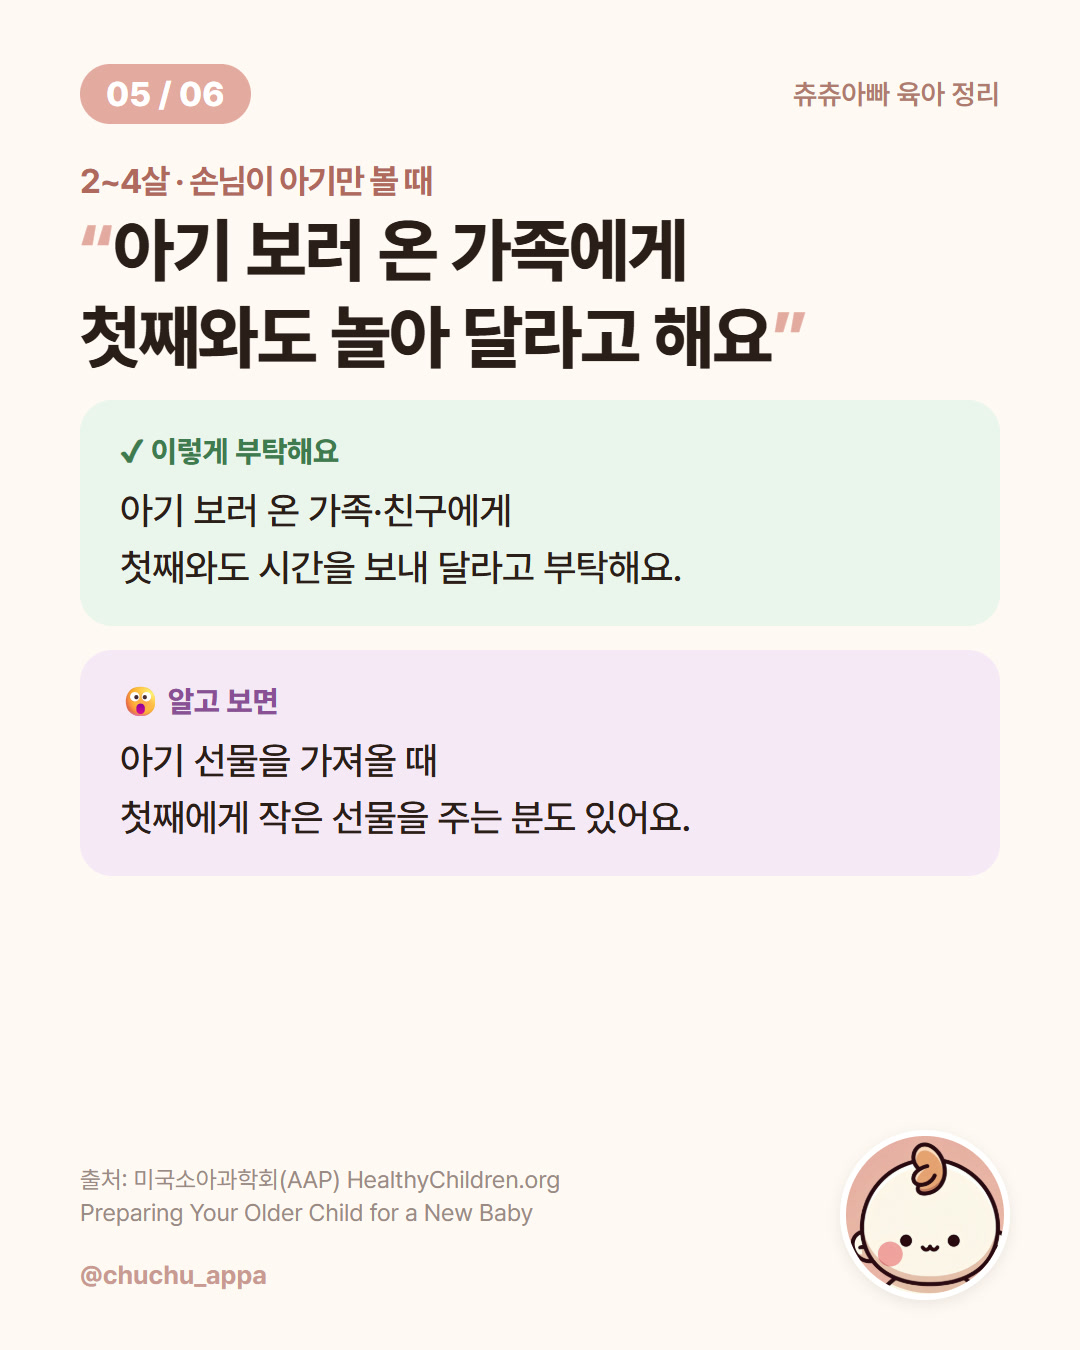 05 / 06
츄츄아빠 육아 정리
2~4살 · 손님이 아기만 볼 때
“아기 보러 온 가족에게
첫째와도 놀아 달라고 해요”
✓ 이렇게 부탁해요
아기 보러 온 가족·친구에게
첫째와도 시간을 보내 달라고 부탁해요.
😲 알고 보면
아기 선물을 가져올 때
첫째에게 작은 선물을 주는 분도 있어요.
출처: 미국소아과학회(AAP) HealthyChildren.org
Preparing Your Older Child for a New Baby
@chuchu_appa